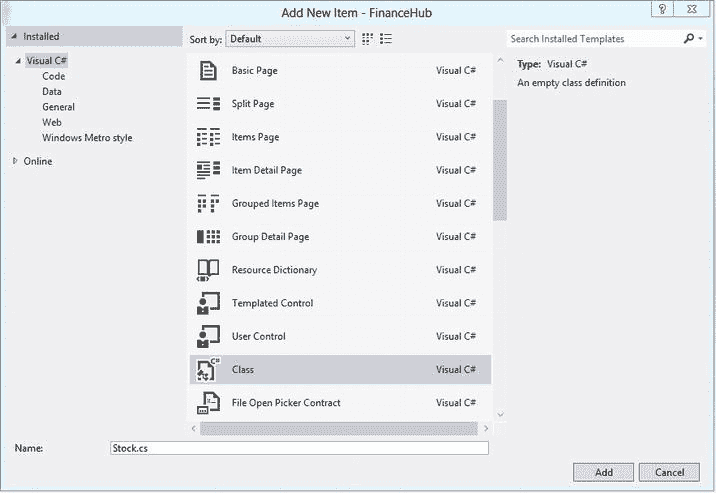 Add New Item - FinanceHub
?
Installed
Sort by: Default
Search Installed Templates
Visual C#
Code
Data
General
Web
Windows Metro style
Online
Basic Page Visual C#
Split Page Visual C#
Items Page Visual C#
Item Detail Page Visual C#
Grouped Items Page Visual C#
Group Detail Page Visual C#
Resource Dictionary Visual C#
Templated Control Visual C#
User Control Visual C#
C# Class Visual C#
File Open Picker Contract Visual C#
Type: Visual C#
An empty class definition
Name: Stock.cs
Add Cancel